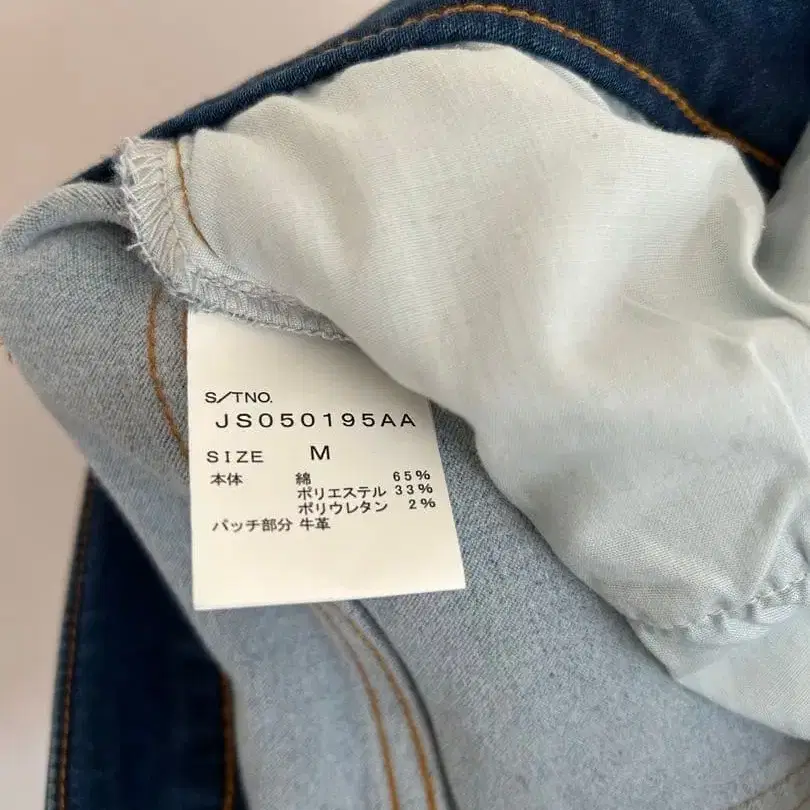 S/TNO.
JS050195AA
SIZE M
本体 綿 65%
ポリエステル 33%
ポリウレタン 2%
パッチ部分 牛革